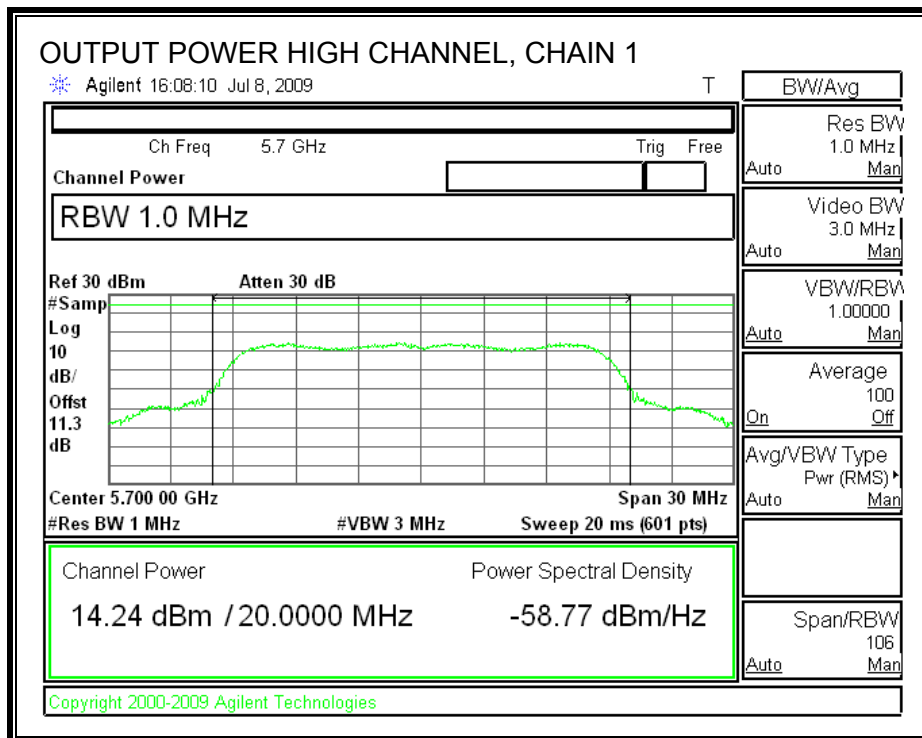 OUTPUT POWER HIGH CHANNEL, CHAIN 1
Agilent 16:08:10 Jul 8, 2009 T
BW/Avg
Ch Freq 5.7 GHz Trig Free
Channel Power
RBW 1.0 MHz
Ref 30 dBm Atten 30 dB
#Samp
Log
10
dB/
Offst
11.3
dB
Center 5.700 00 GHz Span 30 MHz
#Res BW 1 MHz #VBW 3 MHz Sweep 20 ms (601 pts)
Channel Power Power Spectral Density
14.24 dBm / 20.0000 MHz -58.77 dBm/Hz
Res BW
1.0 MHz
Auto Man
Video BW
3.0 MHz
Auto Man
VBW/RBW
1.00000
Auto Man
Average
100
On Off
Avg/VBW Type
Pwr (RMS)
Auto Man
Span/RBW
106
Auto Man
Copyright 2000-2009 Agilent Technologies